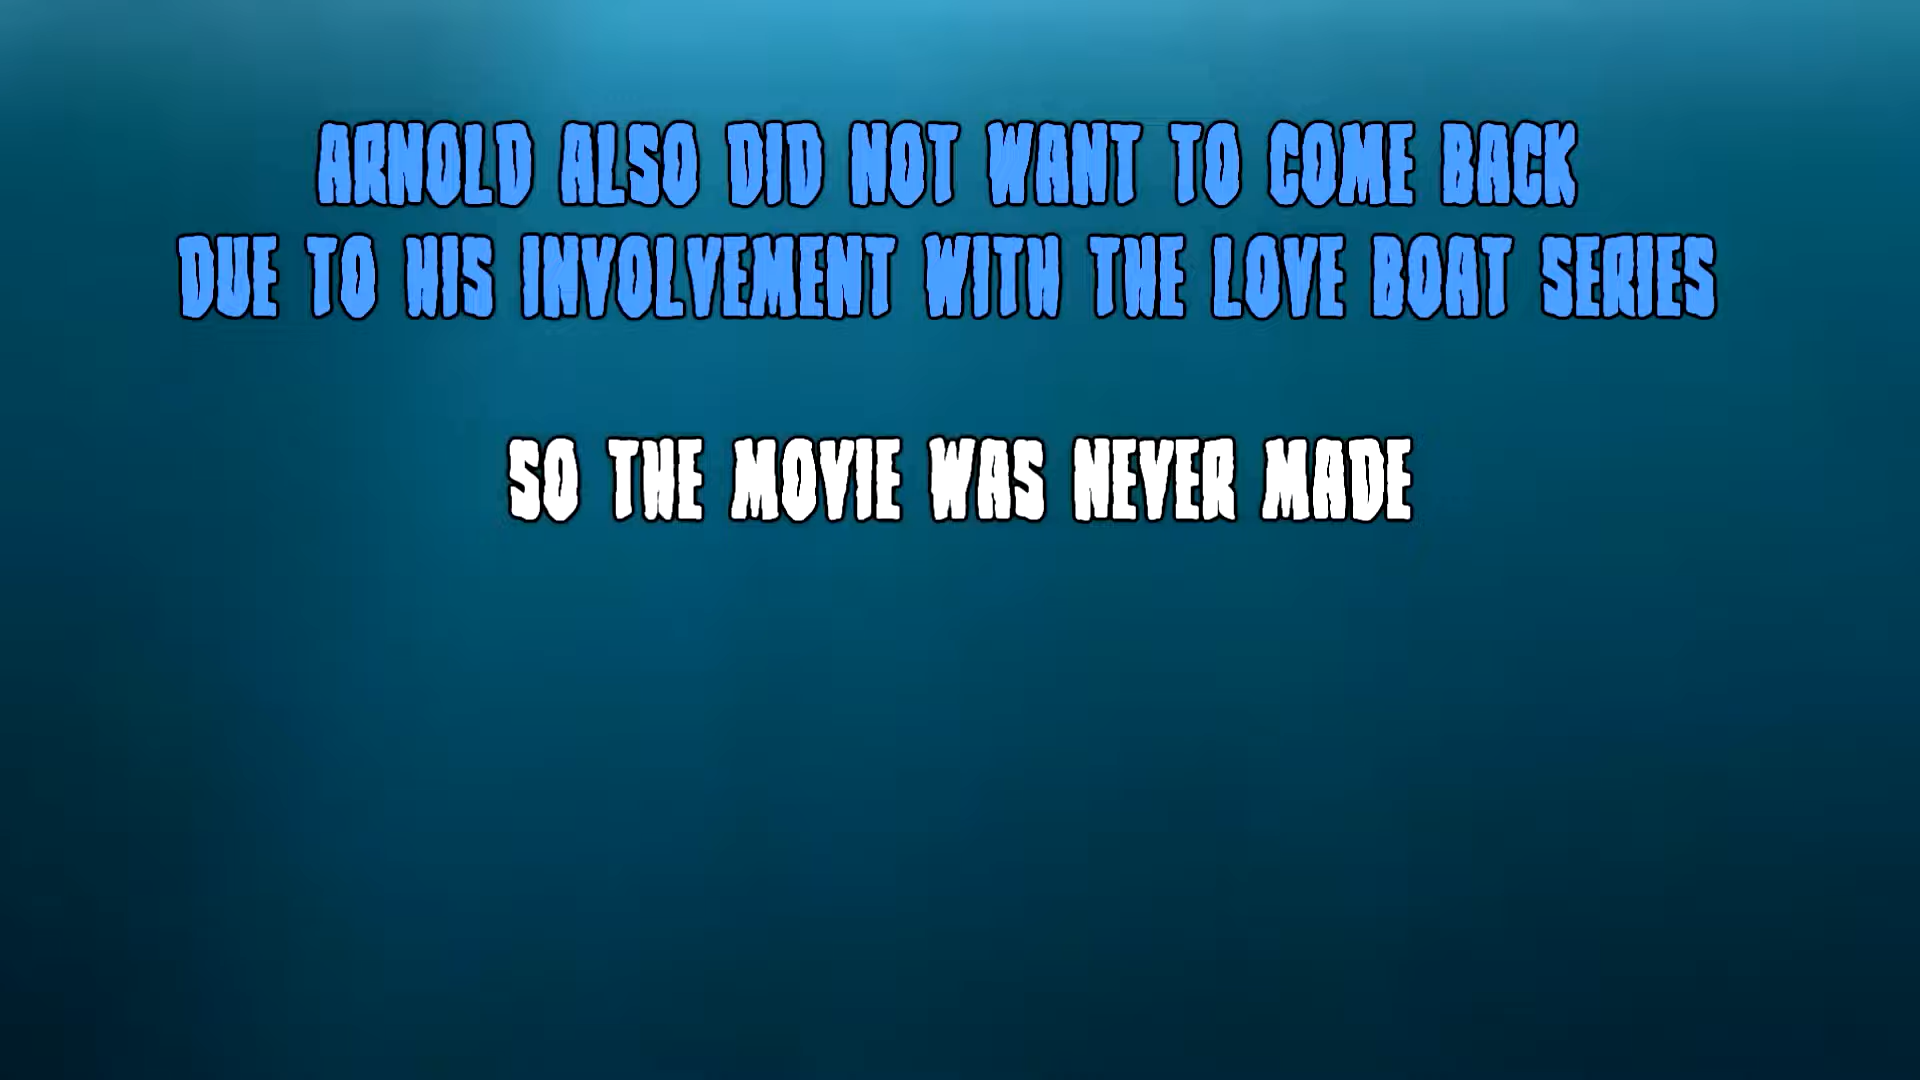 ARNOLD ALSO DID NOT WANT TO COME BACK
DUE TO HIS INVOLVEMENT WITH THE LOVE BOAT SERIES
SO THE MOVIE WAS NEVER MADE